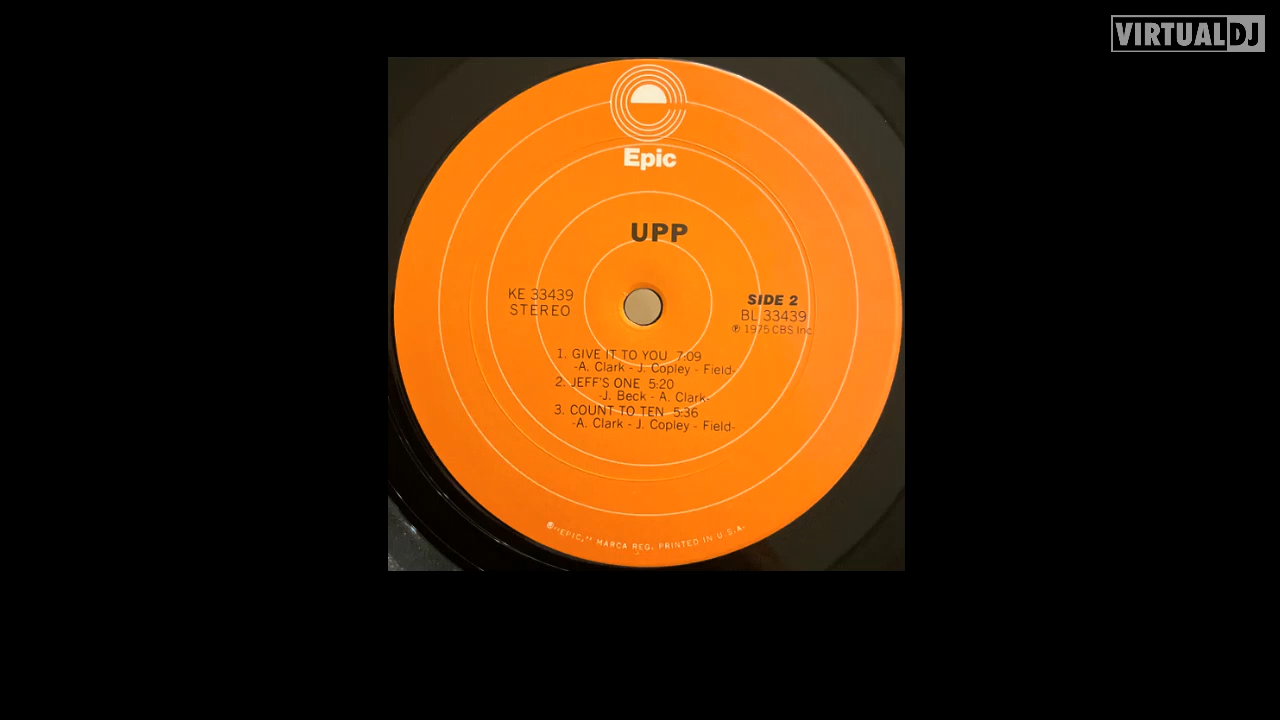 VIRTUALDJ
Epic
UPP
KE 33439
STEREO
SIDE 2
BL 33439
℗ 1975 CBS Inc.
1. GIVE IT TO YOU 7:09
-A. Clark - J. Copley - Field-
2. JEFF'S ONE 5:20
-J. Beck - A. Clark-
3. COUNT TO TEN 5:36
-A. Clark - J. Copley - Field-
®"EPIC," MARCA REG. PRINTED IN U.S.A.